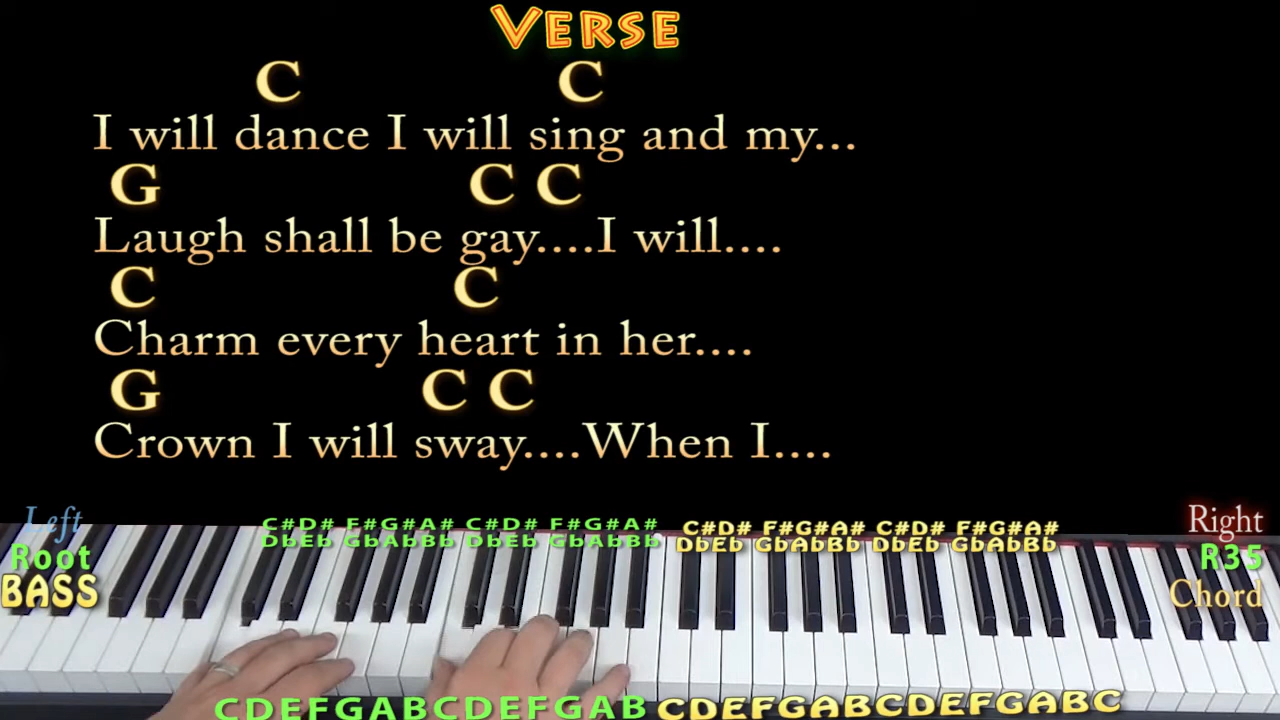 VERSE
C C
I will dance I will sing and my...
G C C
Laugh shall be gay....I will....
C C
Charm every heart in her....
G C C
Crown I will sway....When I....
Left
Root
BASS
C#D# F#G#A# C#D# F#G#A# C#D# F#G#A# C#D# F#G#A#
DbEb GbAbBb DbEb GbAbBb DbEb GbAbBb DbEb GbAbBb
Right
R35
Chord
CDEFGABCDEFGAB CDEFGABCDEFGABC